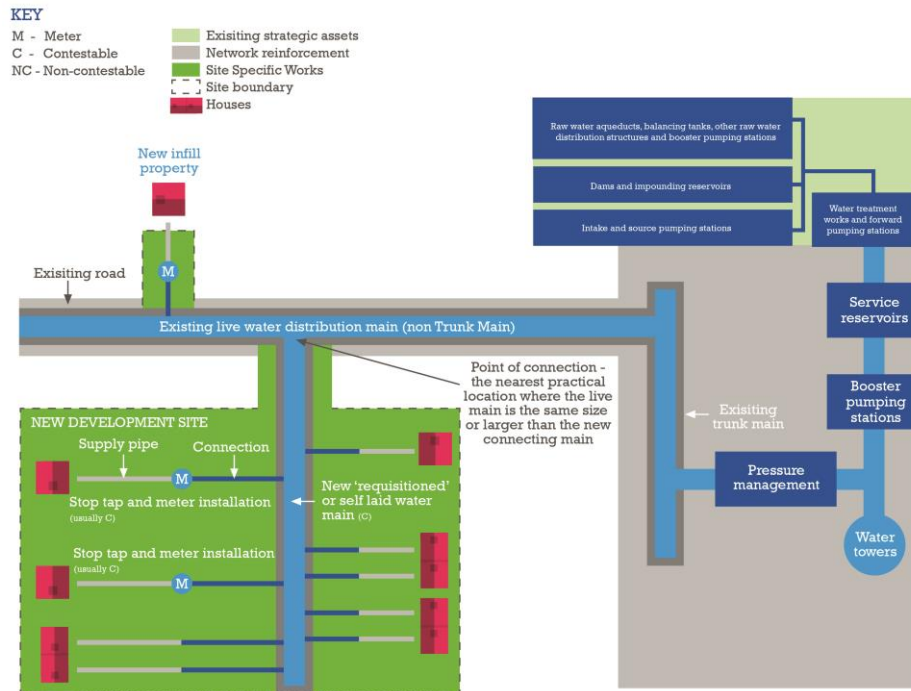 KEY
M - Meter
C - Contestable
NC - Non-contestable
Exisiting strategic assets
Network reinforcement
Site Specific Works
Site boundary
Houses
New infill
property
M
Exisiting road
Raw water aqueducts, balancing tanks, other raw water
distribution structures and booster pumping stations
Dams and impounding reservoirs
Intake and source pumping stations
Water treatment
works and forward
pumping stations
Existing live water distribution main (non Trunk Main)
Service
reservoirs
Point of connection -
the nearest practical
location where the live
main is the same size
or larger than the new
connecting main
Booster
pumping
stations
Exisiting
trunk main
Pressure
management
Water
towers
NEW DEVELOPMENT SITE
Supply pipe
Connection
M
Stop tap and meter installation
(usually C)
New 'requisitioned'
or self laid water
main (C)
Stop tap and meter installation
(usually C)
M